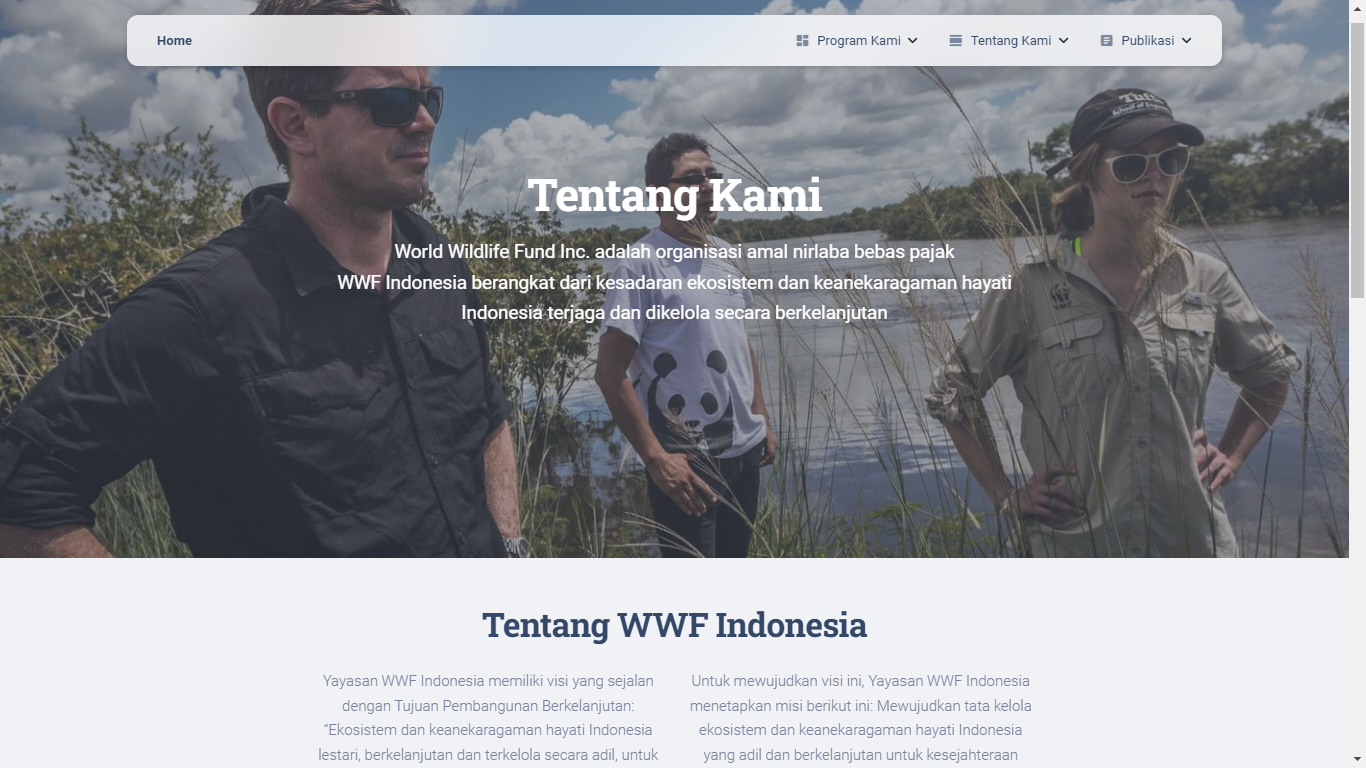 Home
Program Kami
Tentang Kami
Publikasi
Tufts
School of Engineering
Tentang Kami
World Wildlife Fund Inc. adalah organisasi amal nirlaba bebas pajak
WWF Indonesia berangkat dari kesadaran ekosistem dan keanekaragaman hayati
Indonesia terjaga dan dikelola secara berkelanjutan
Tentang WWF Indonesia
Yayasan WWF Indonesia memiliki visi yang sejalan
dengan Tujuan Pembangunan Berkelanjutan:
“Ekosistem dan keanekaragaman hayati Indonesia
lestari, berkelanjutan dan terkelola secara adil, untuk
Untuk mewujudkan visi ini, Yayasan WWF Indonesia
menetapkan misi berikut ini: Mewujudkan tata kelola
ekosistem dan keanekaragaman hayati Indonesia
yang adil dan berkelanjutan untuk kesejahteraan